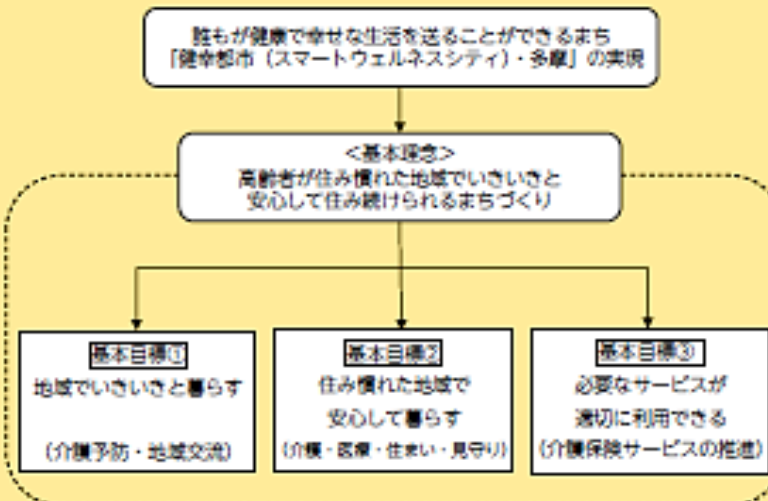 誰もが健康で幸せな生活を送ることができるまち
「健幸都市（スマートウェルネスシティ）・多摩」の実現
＜基本理念＞
高齢者が住み慣れた地域でいきいきと
安心して住み続けられるまちづくり
基本目標①
地域でいきいきと暮らす
（介護予防・地域交流）
基本目標②
住み慣れた地域で
安心して暮らす
（介護・医療・住まい・見守り）
基本目標③
必要なサービスが
適切に利用できる
（介護保険サービスの推進）